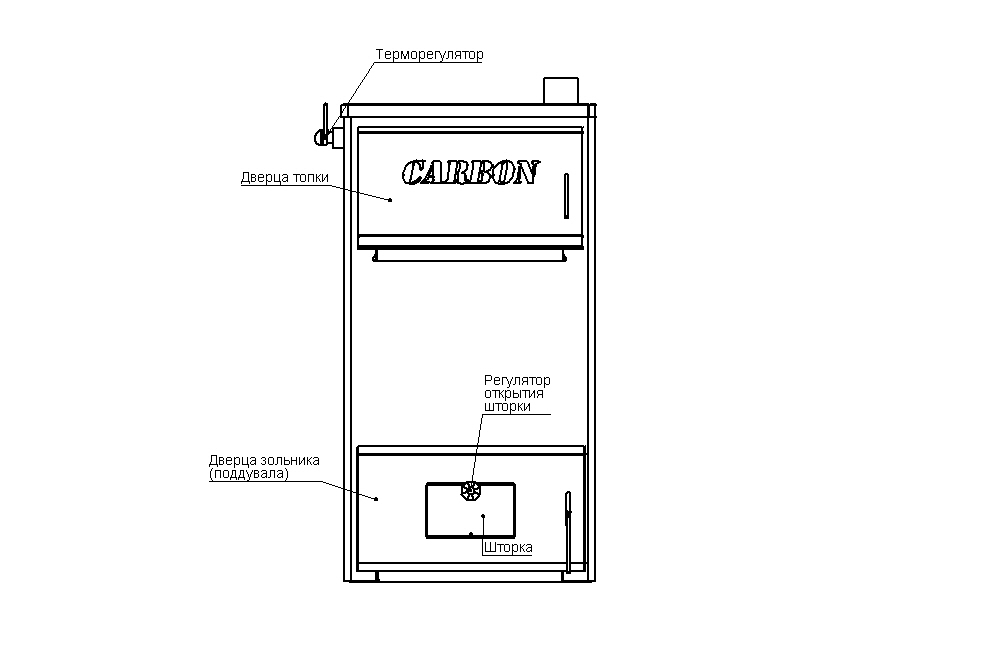 Терморегулятор
CARBON
Дверца топки
Регулятор
открытия
шторки
Дверца зольника
(поддувала)
Шторка